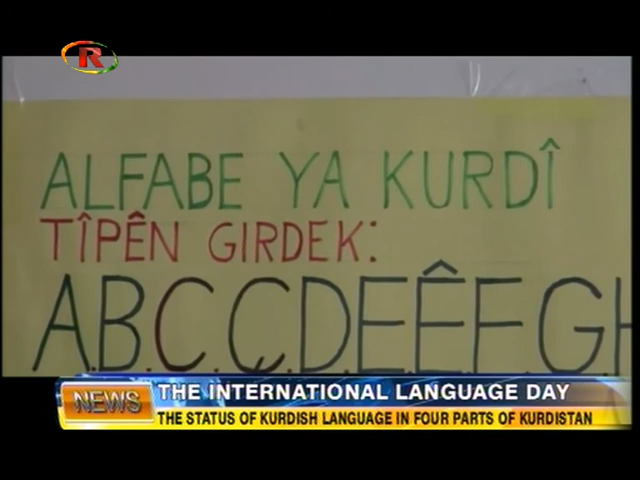 R
ALFABE YA KURDÎ
TÎPÊN GIRDEK:
A.B.C.Ç.D.E.Ê.F.GH
NEWS
THE INTERNATIONAL LANGUAGE DAY
THE STATUS OF KURDISH LANGUAGE IN FOUR PARTS OF KURDISTAN